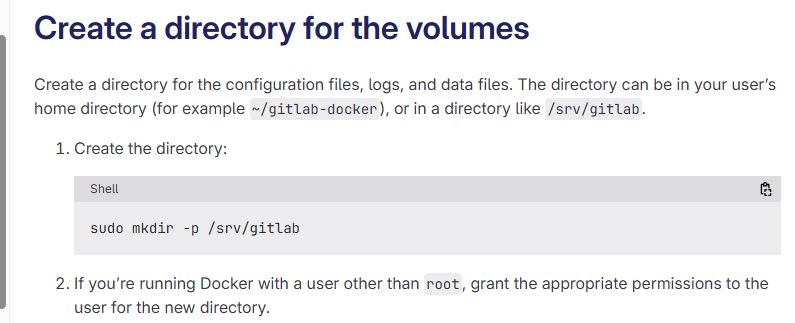 Create a directory for the volumes
Create a directory for the configuration files, logs, and data files. The directory can be in your user’s
home directory (for example ~/gitlab-docker), or in a directory like /srv/gitlab.
1. Create the directory:
Shell
sudo mkdir -p /srv/gitlab
2. If you’re running Docker with a user other than root, grant the appropriate permissions to the
user for the new directory.